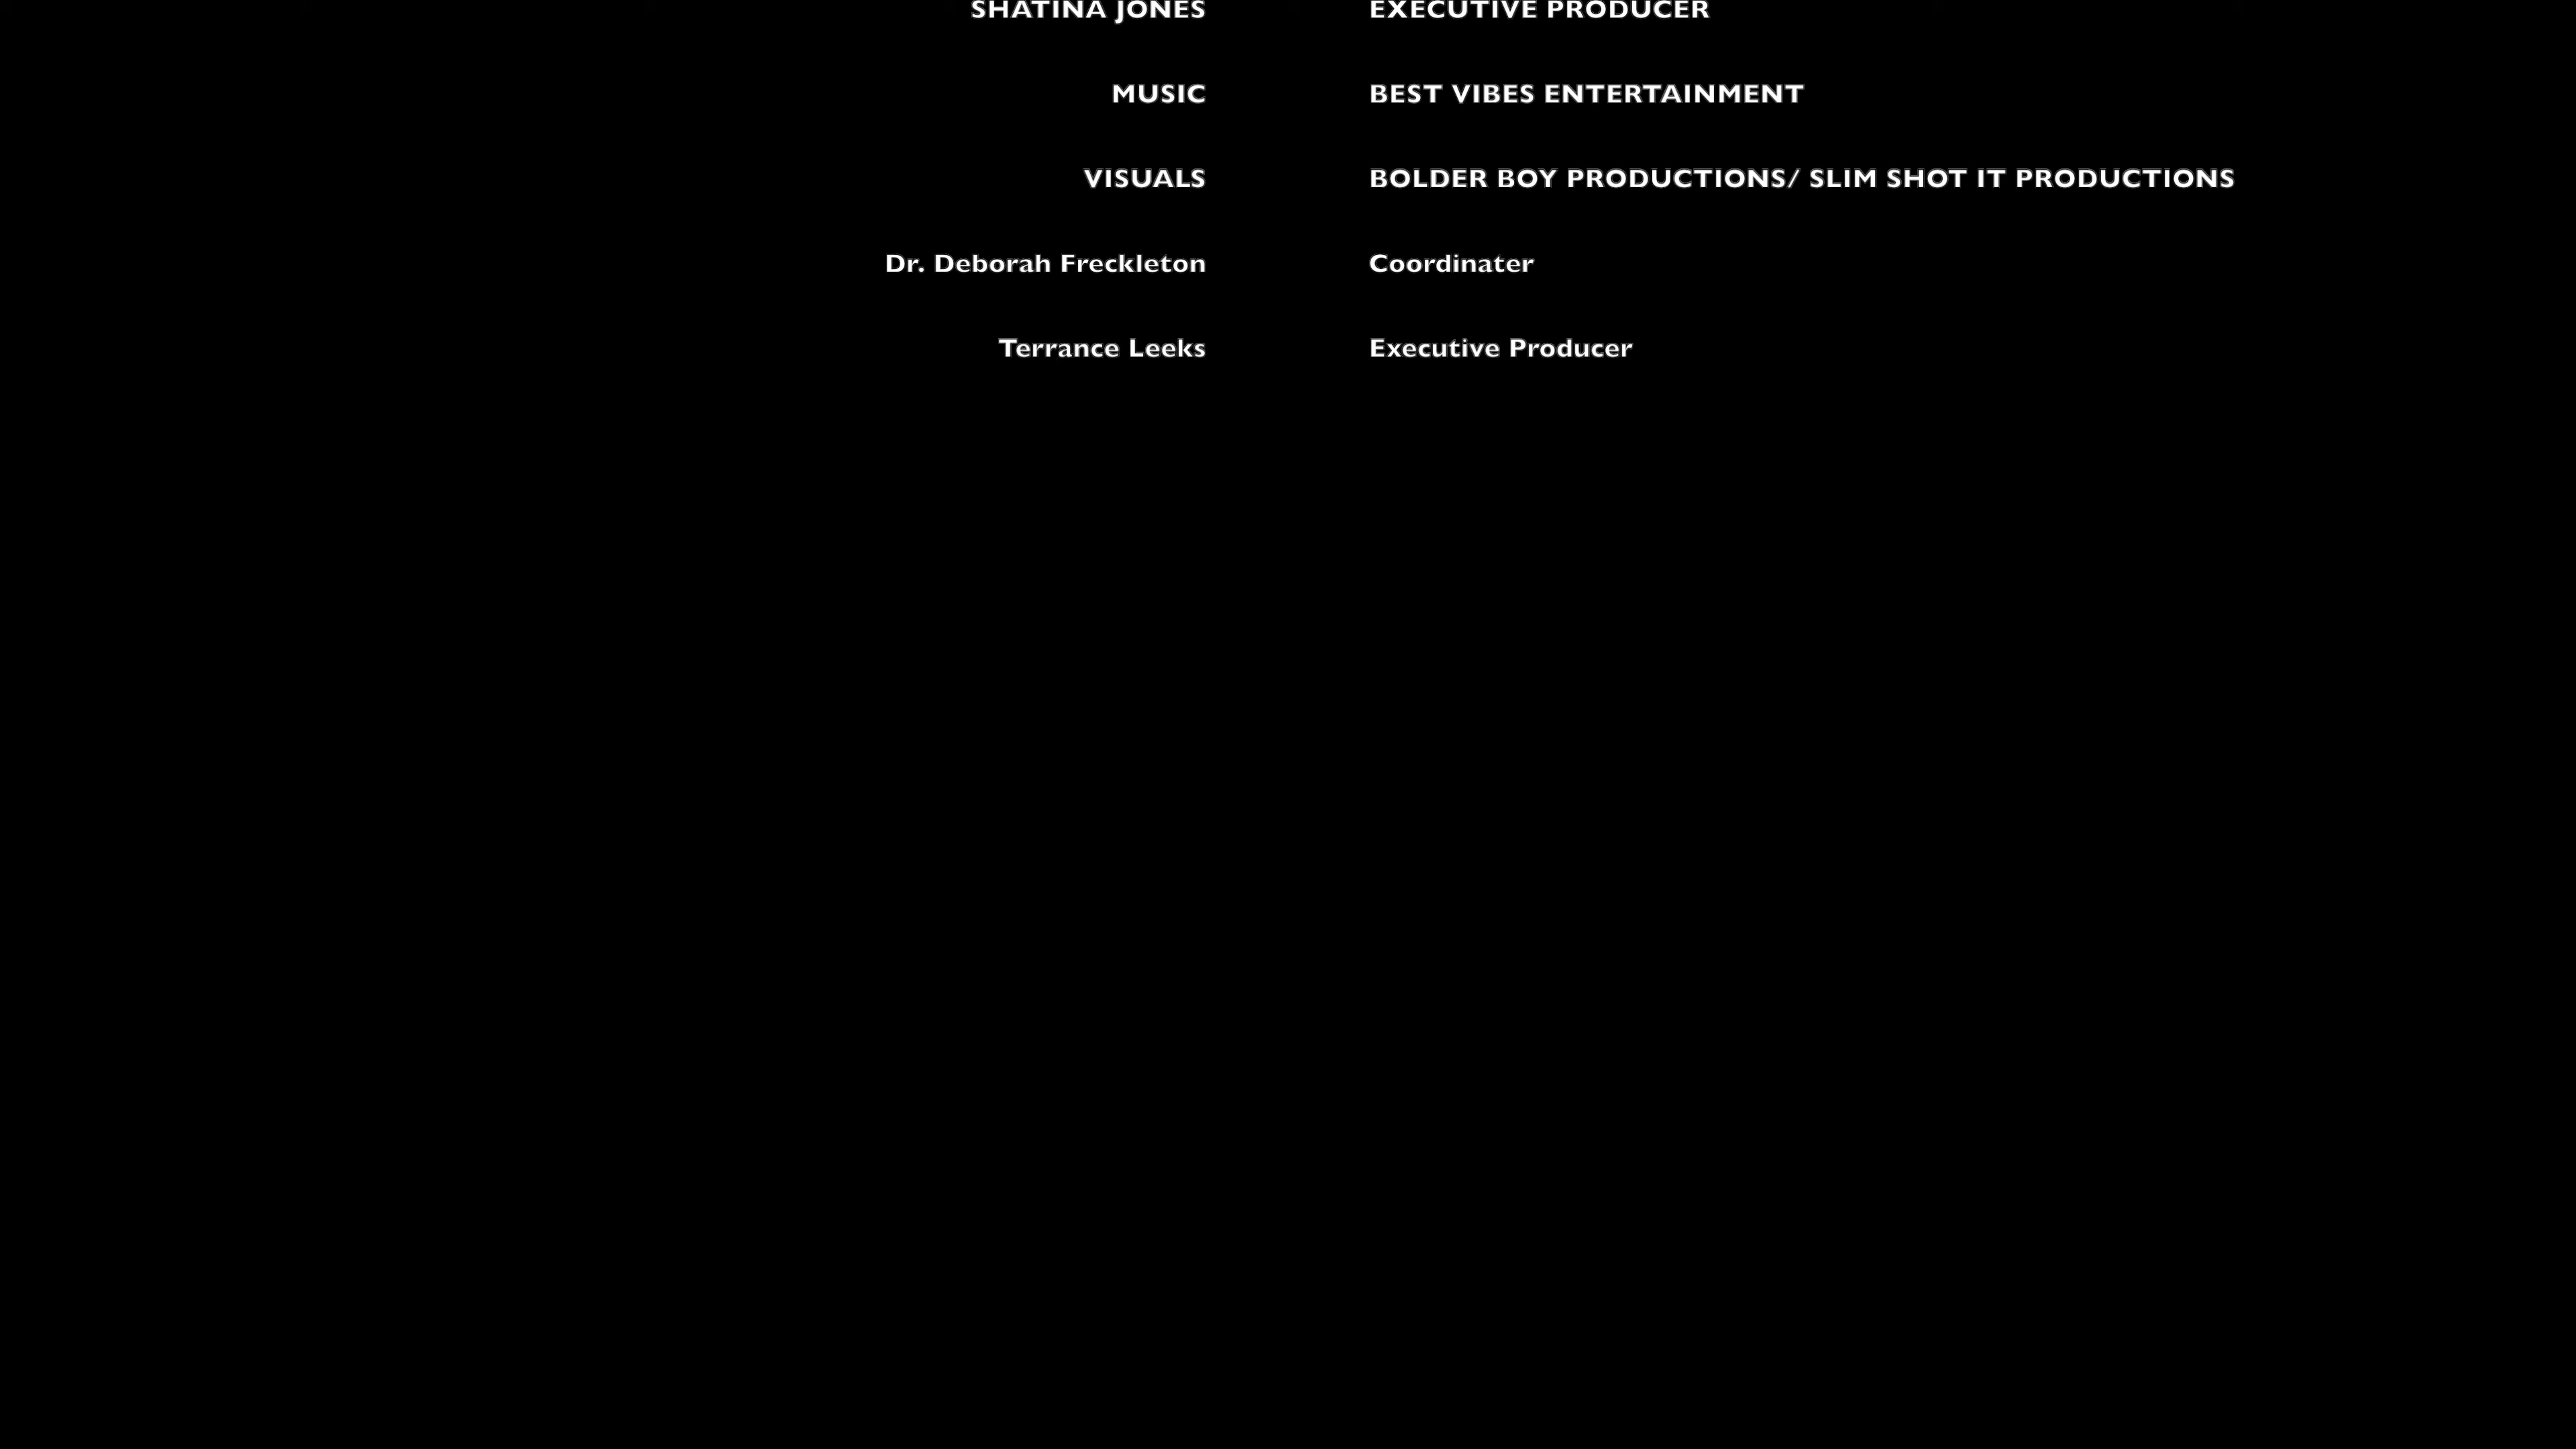 SHATINA JONES EXECUTIVE PRODUCER
MUSIC BEST VIBES ENTERTAINMENT
VISUALS BOLDER BOY PRODUCTIONS/ SLIM SHOT IT PRODUCTIONS
Dr. Deborah Freckleton Coordinater
Terrance Leeks Executive Producer